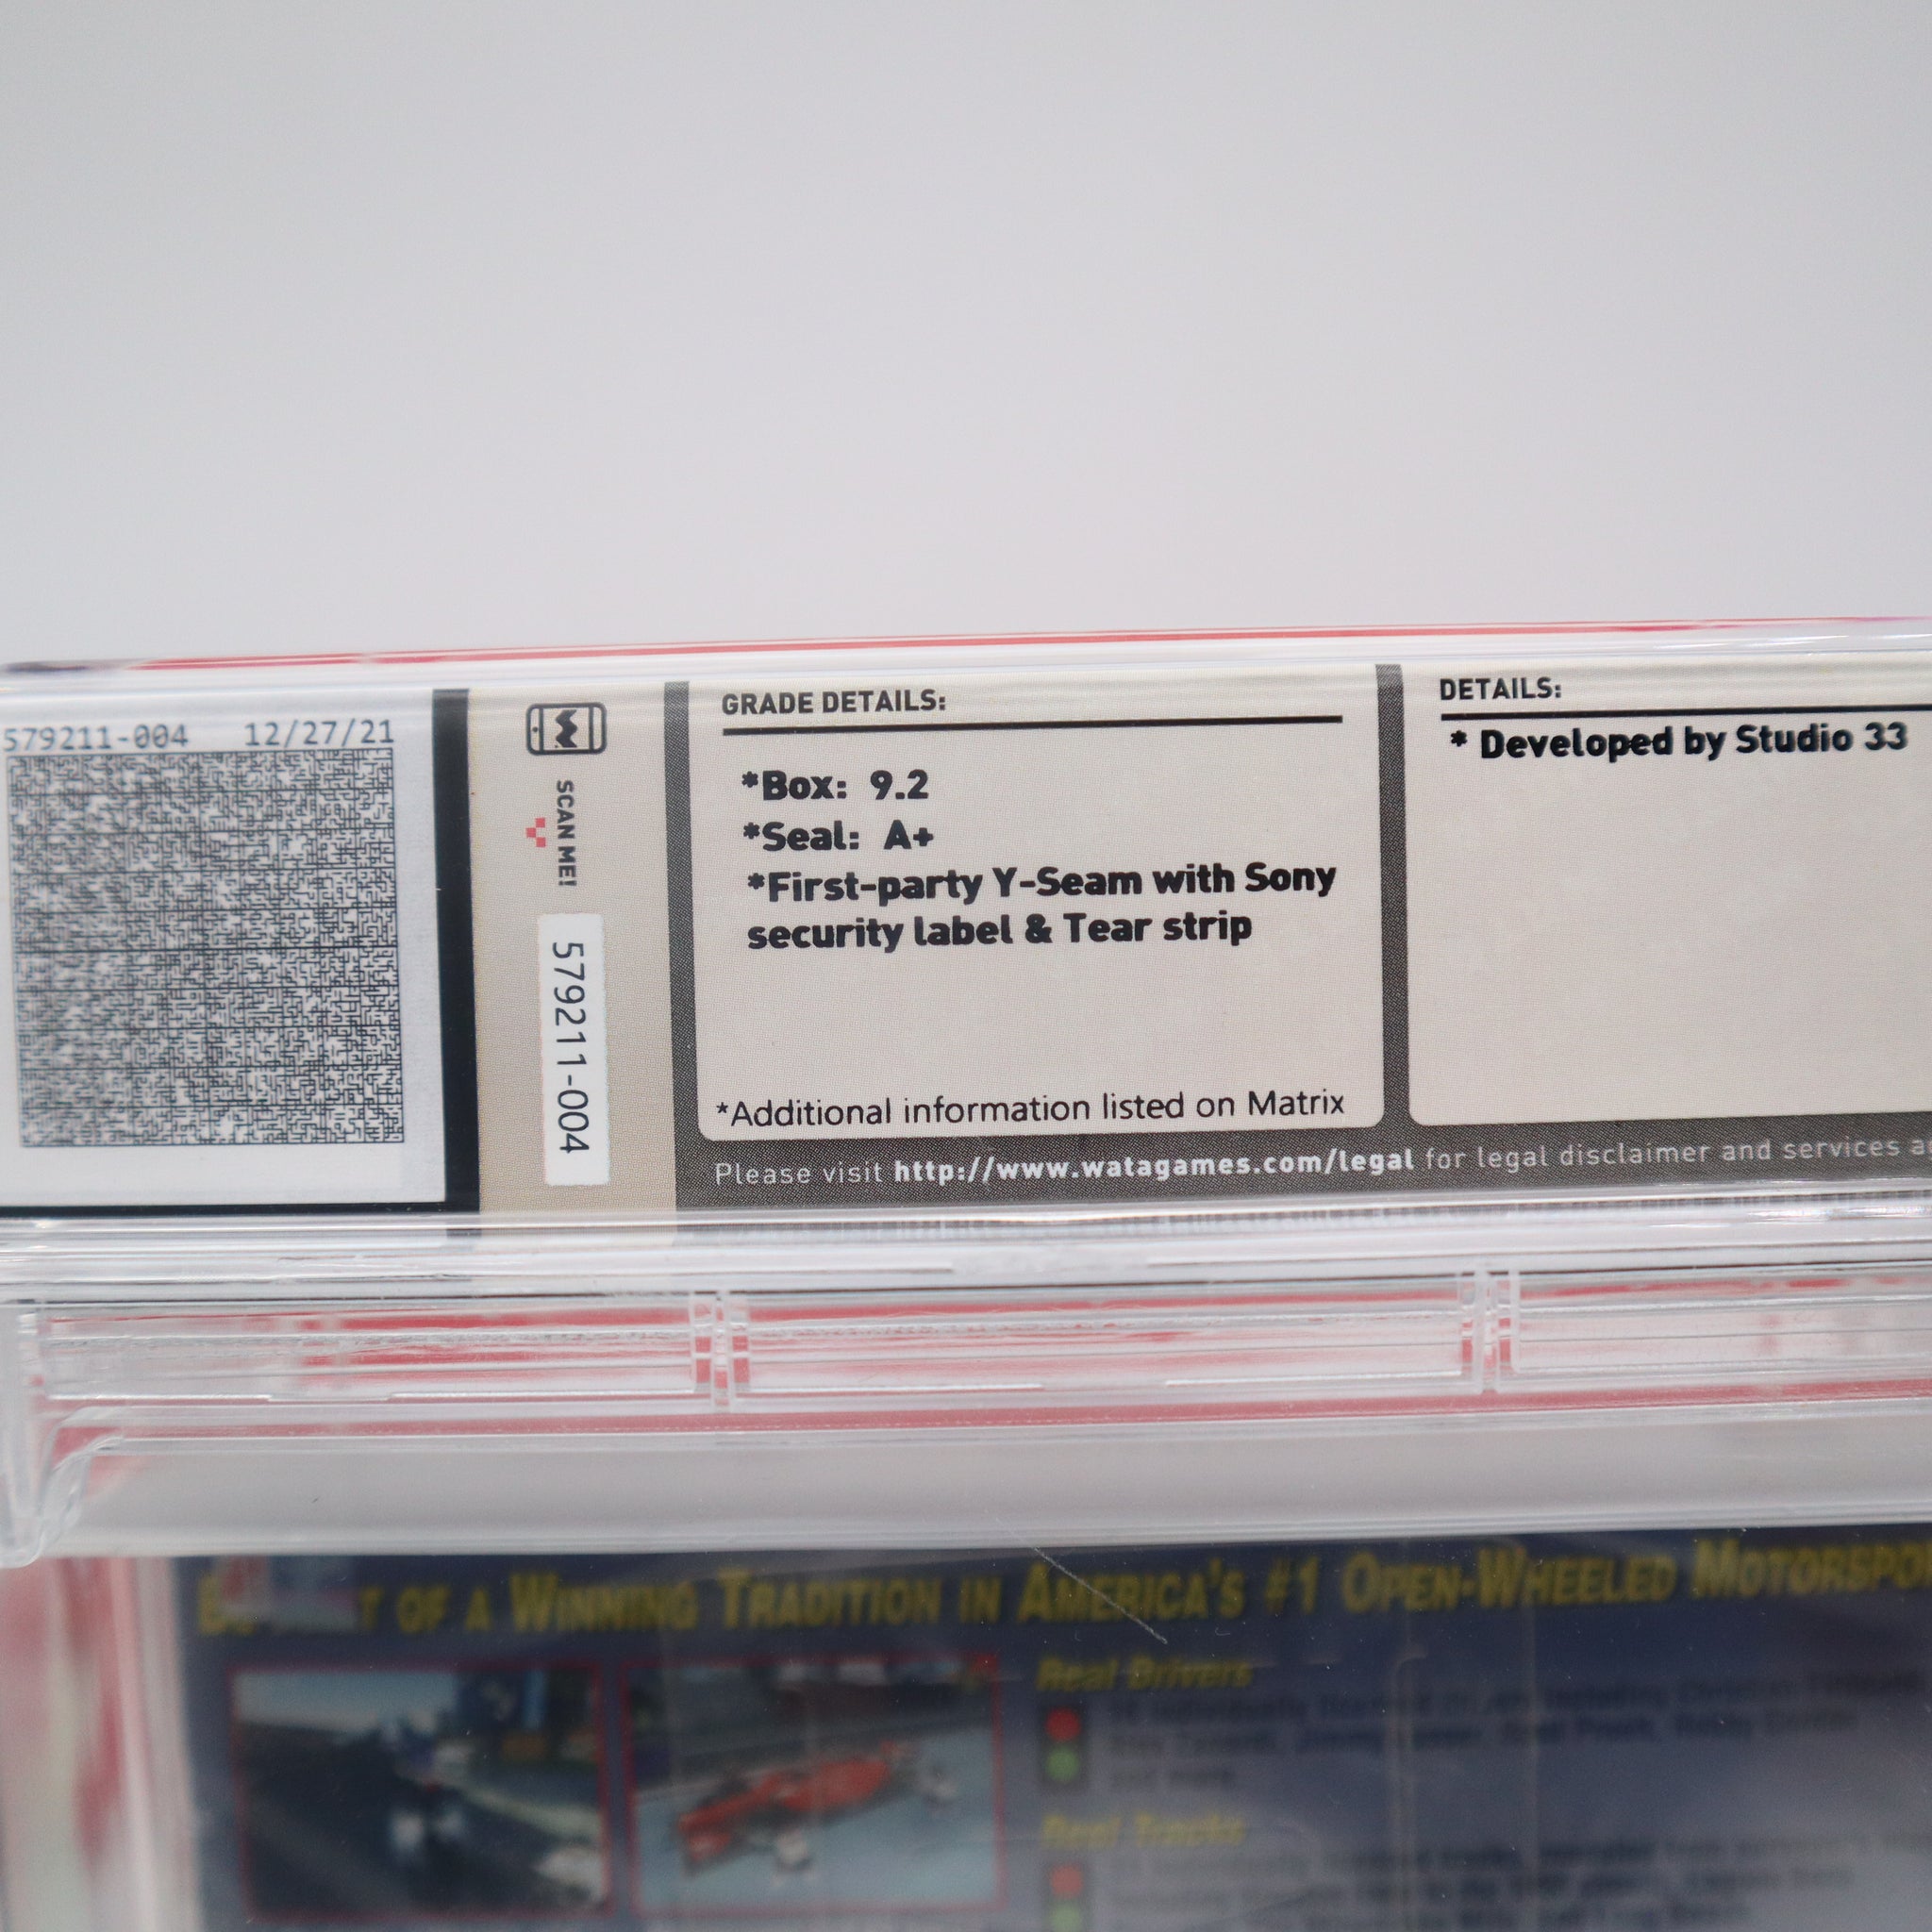 579211-004 12/27/21
SCAN ME!
579211-004
GRADE DETAILS:
*Box: 9.2
*Seal: A+
*First-party Y-Seam with Sony
security label & Tear strip
*Additional information listed on Matrix
DETAILS:
* Developed by Studio 33
Please visit http://www.watagames.com/legal for legal disclaimer and services
OF A WINNING TRADITION IN AMERICA'S #1 OPEN-WHEELED
Real Drivers
Real Tracks